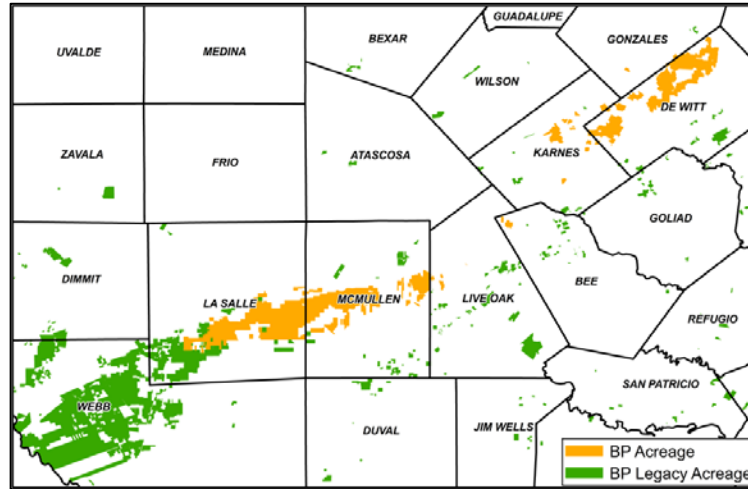 GUADALUPE
BEXAR
GONZALES
UVALDE
MEDINA
WILSON
DE WITT
ZAVALA
FRIO
ATASCOSA
KARNES
GOLIAD
DIMMIT
LA SALLE
MCMULLEN
LIVE OAK
BEE
REFUGIO
SAN PATRICIO
WEBB
DUVAL
JIM WELLS
BP Acreage
BP Legacy Acreage